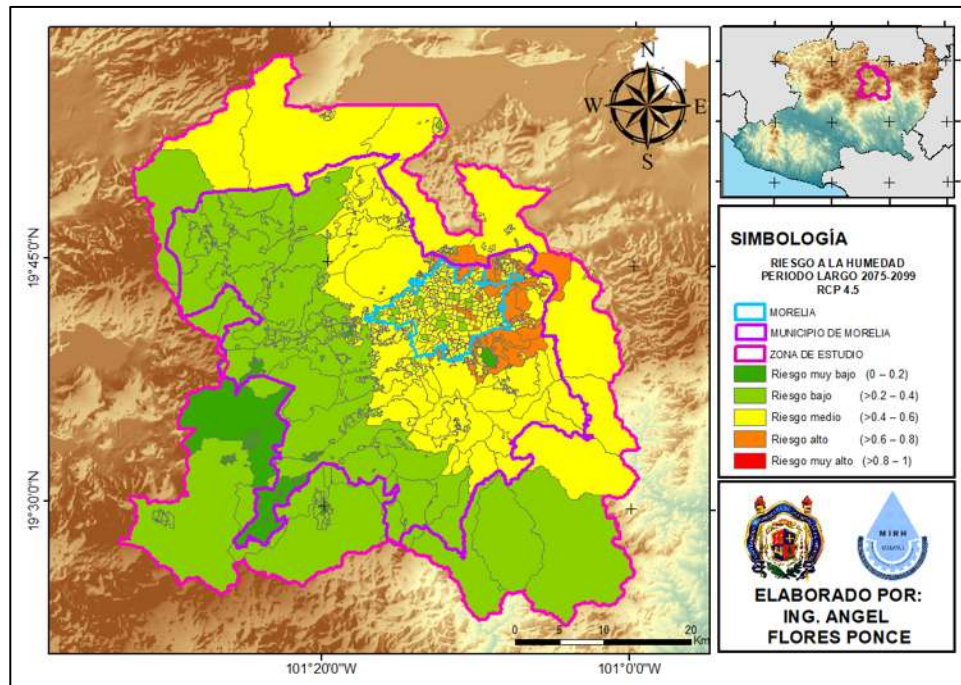 N
W E
S
19°45'0"N
19°30'0"N
101°20'0"W
101°0'0"W
0 5 10 20
Km
SIMBOLOGÍA
RIESGO A LA HUMEDAD
PERIODO LARGO 2075-2099
RCP 4.5
MORELIA
MUNICIPIO DE MORELIA
ZONA DE ESTUDIO
Riesgo muy bajo (0 – 0.2)
Riesgo bajo (>0.2 – 0.4)
Riesgo medio (>0.4 – 0.6)
Riesgo alto (>0.6 – 0.8)
Riesgo muy alto (>0.8 – 1)
MIRH
ELABORADO POR:
ING. ANGEL
FLORES PONCE